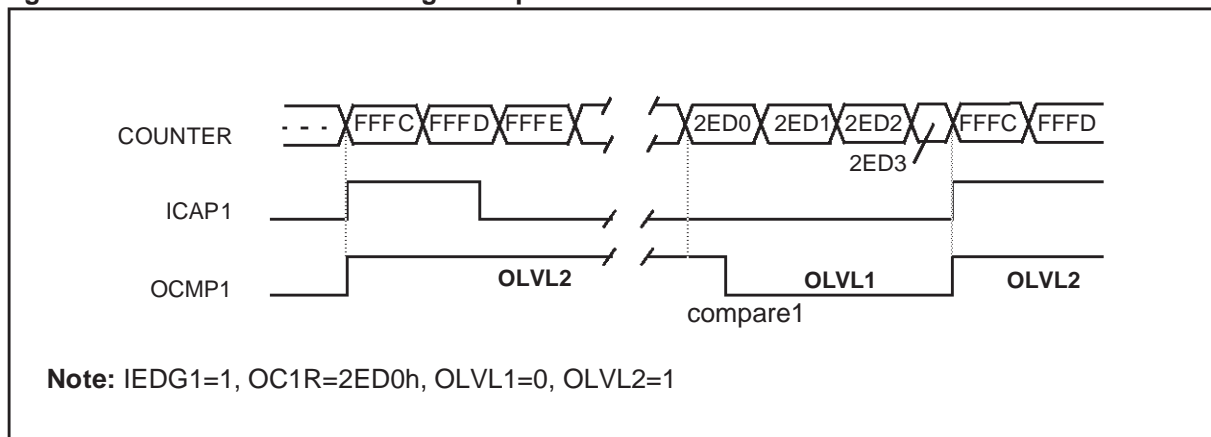 COUNTER - - - - FFFC FFFD FFFE 2ED0 2ED1 2ED2 FFFC FFFD
2ED3
ICAP1
OCMP1 OLVL2 OLVL1 OLVL2
compare1
Note: IEDG1=1, OC1R=2ED0h, OLVL1=0, OLVL2=1